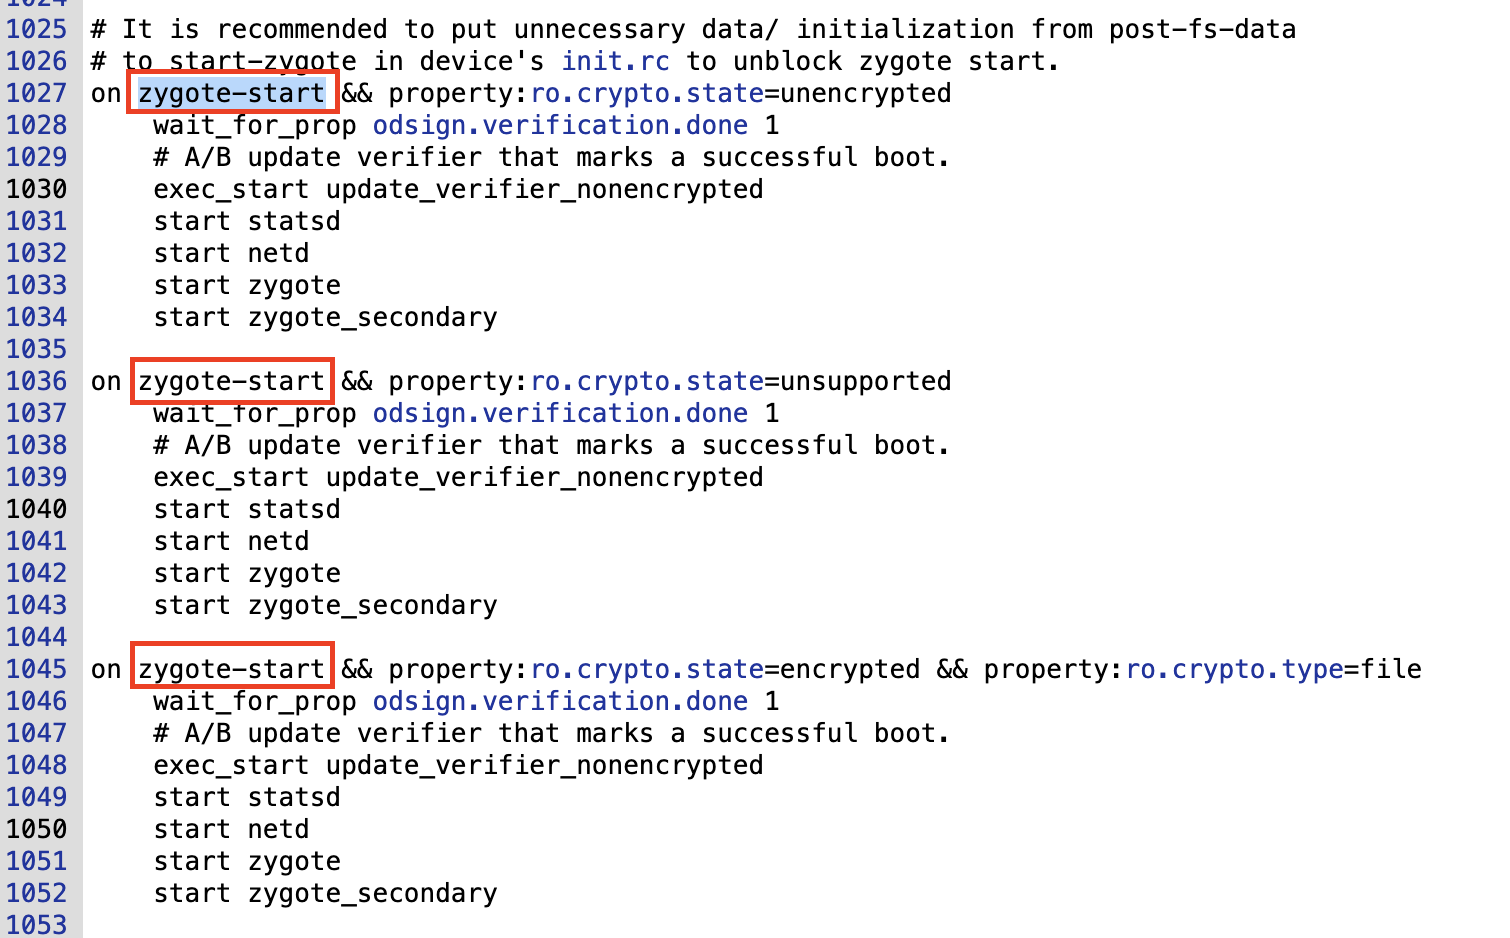 1024
1025 # It is recommended to put unnecessary data/ initialization from post-fs-data
1026 # to start-zygote in device's init.rc to unblock zygote start.
1027 on zygote-start && property:ro.crypto.state=unencrypted
1028     wait_for_prop odsign.verification.done 1
1029     # A/B update verifier that marks a successful boot.
1030     exec_start update_verifier_nonencrypted
1031     start statsd
1032     start netd
1033     start zygote
1034     start zygote_secondary
1035
1036 on zygote-start && property:ro.crypto.state=unsupported
1037     wait_for_prop odsign.verification.done 1
1038     # A/B update verifier that marks a successful boot.
1039     exec_start update_verifier_nonencrypted
1040     start statsd
1041     start netd
1042     start zygote
1043     start zygote_secondary
1044
1045 on zygote-start && property:ro.crypto.state=encrypted && property:ro.crypto.type=file
1046     wait_for_prop odsign.verification.done 1
1047     # A/B update verifier that marks a successful boot.
1048     exec_start update_verifier_nonencrypted
1049     start statsd
1050     start netd
1051     start zygote
1052     start zygote_secondary
1053